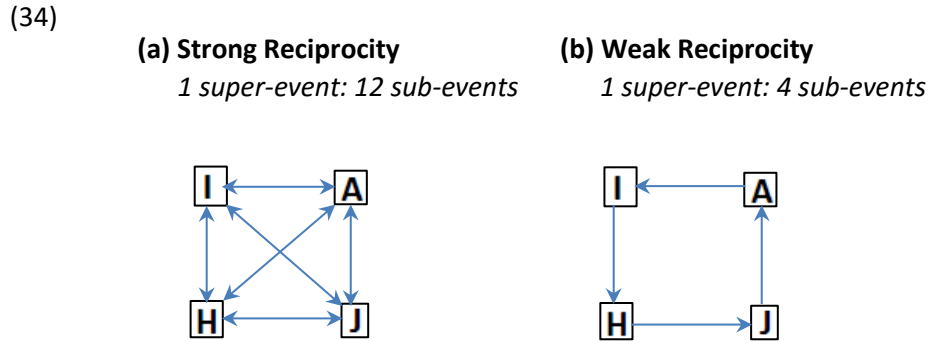 (34)
(a) Strong Reciprocity (b) Weak Reciprocity
1 super-event: 12 sub-events 1 super-event: 4 sub-events
I A I A
H J H J